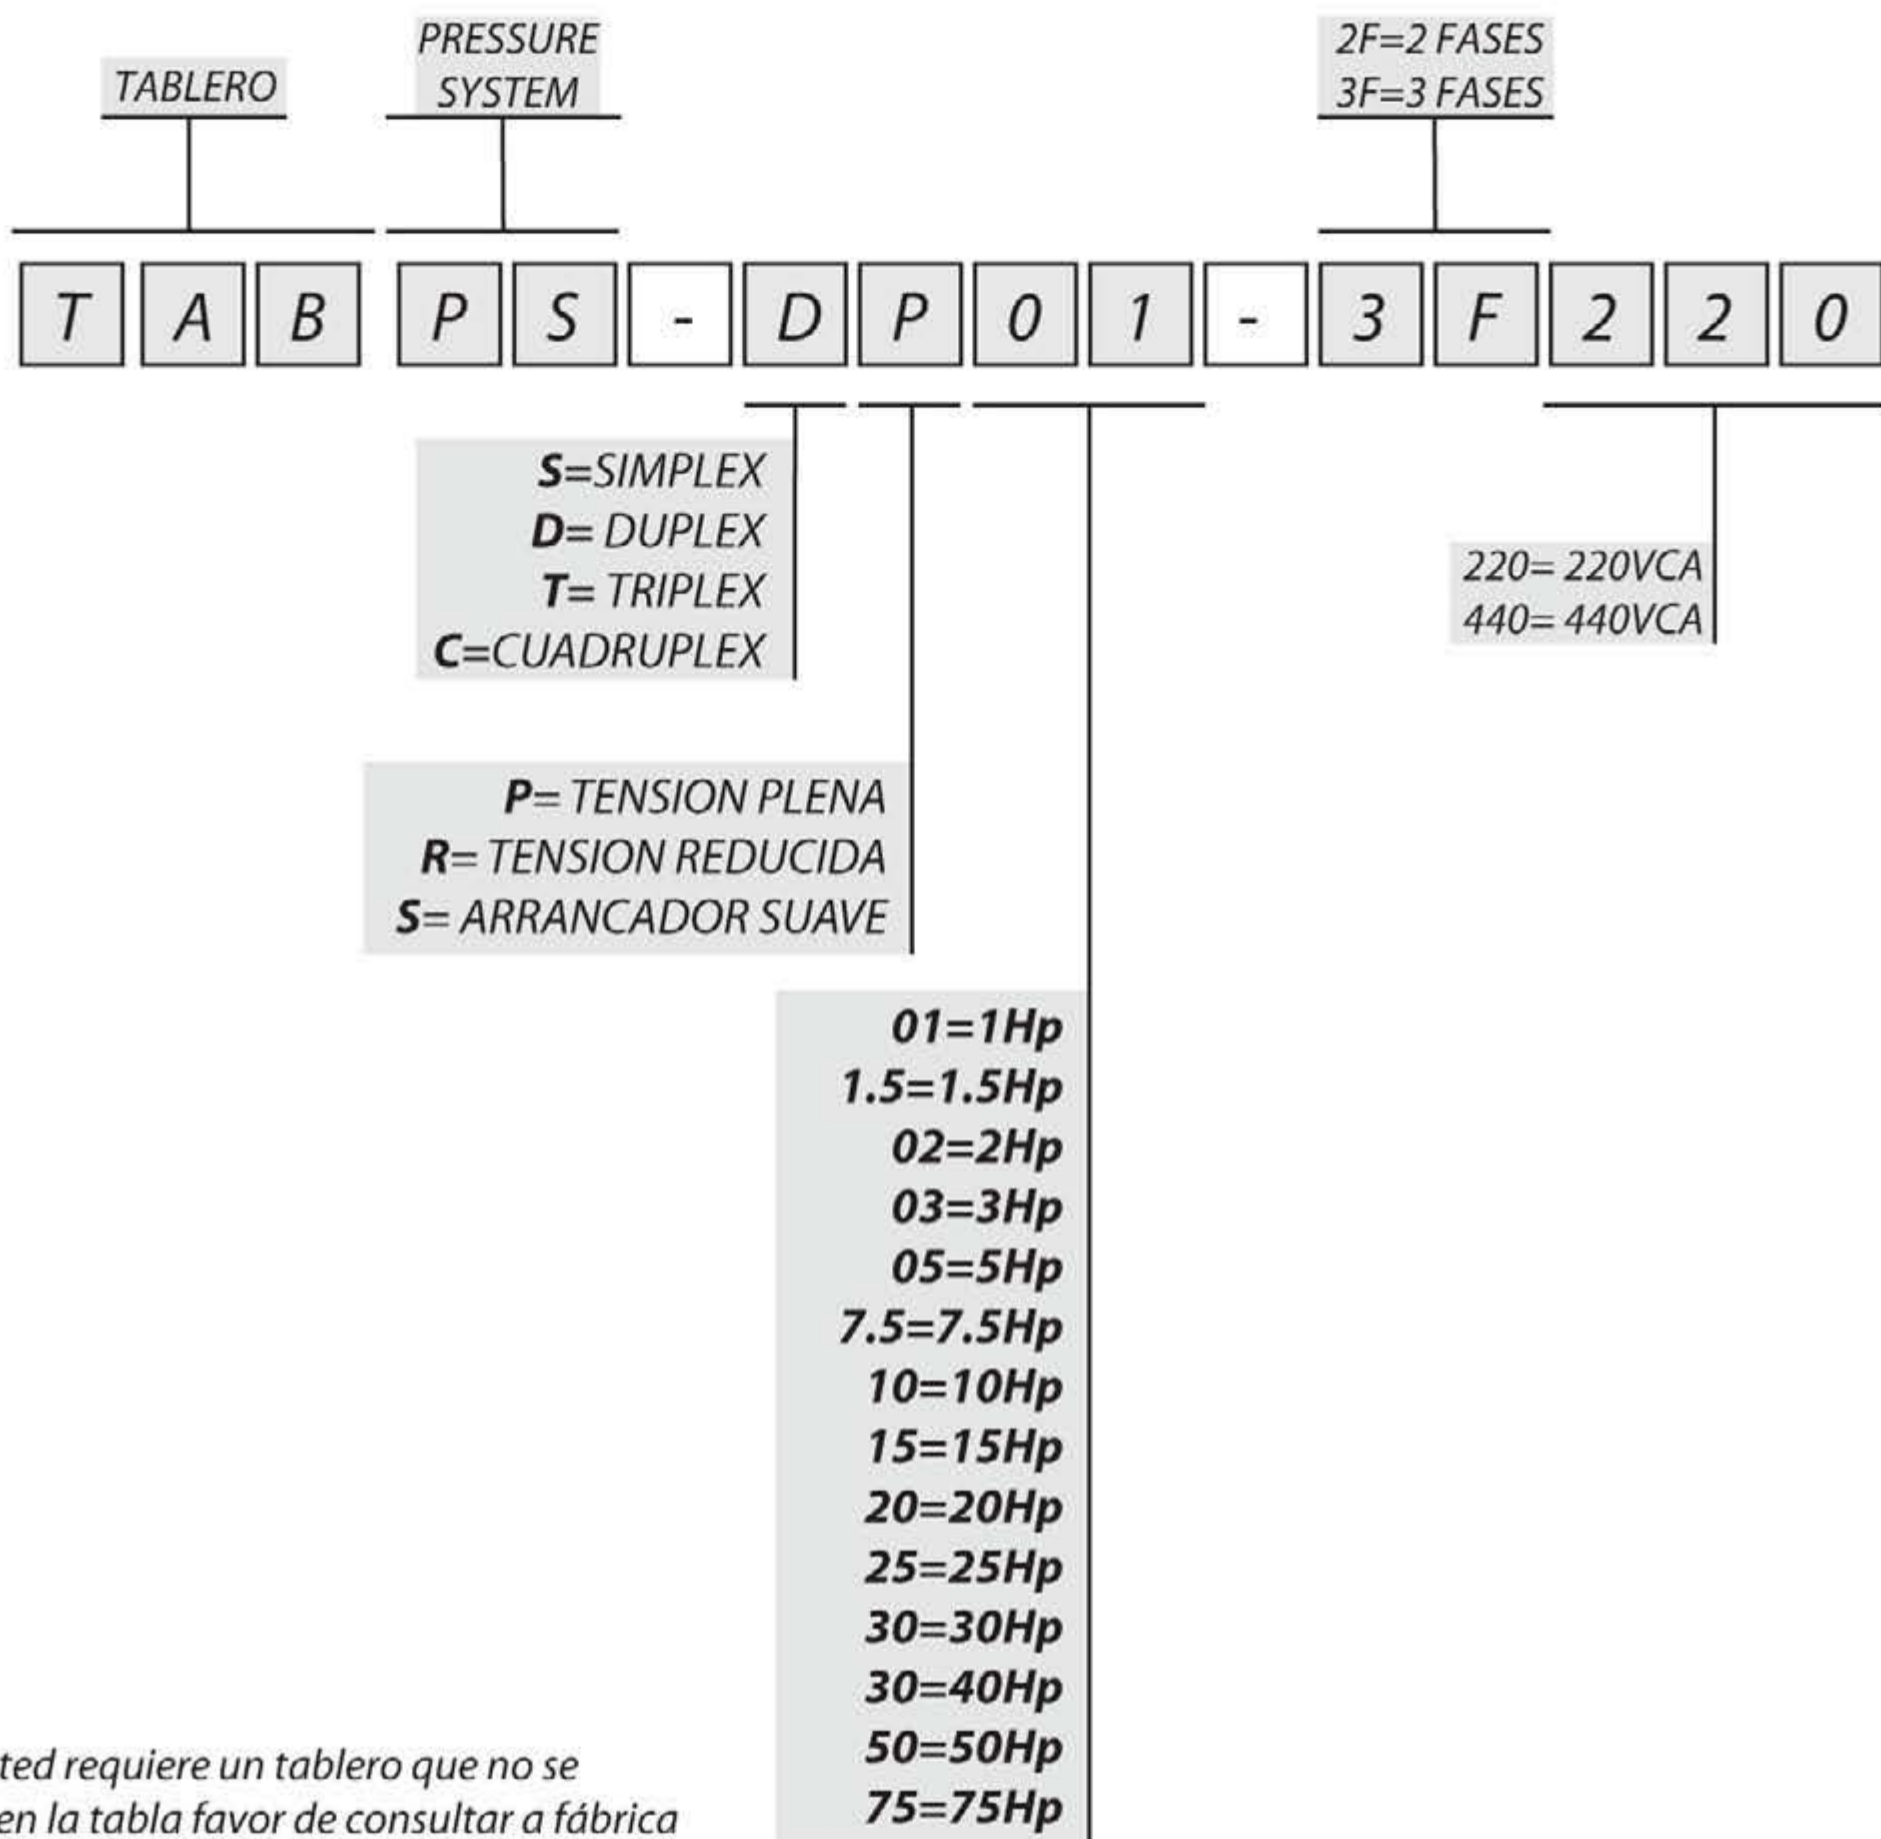 TABLERO
PRESSURE
SYSTEM
2F=2 FASES
3F=3 FASES
T A B P S - D P 0 1 - 3 F 2 2 0
S=SIMPLEX
D= DUPLEX
T= TRIPLEX
C=CUADRUPLEX
220= 220VCA
440= 440VCA
P= TENSION PLENA
R= TENSION REDUCIDA
S= ARRANCADOR SUAVE
01=1Hp
1.5=1.5Hp
02=2Hp
03=3Hp
05=5Hp
7.5=7.5Hp
10=10Hp
15=15Hp
20=20Hp
25=25Hp
30=30Hp
30=40Hp
50=50Hp
75=75Hp
requiere un tablero que no se
en la tabla favor de consultar a fábrica